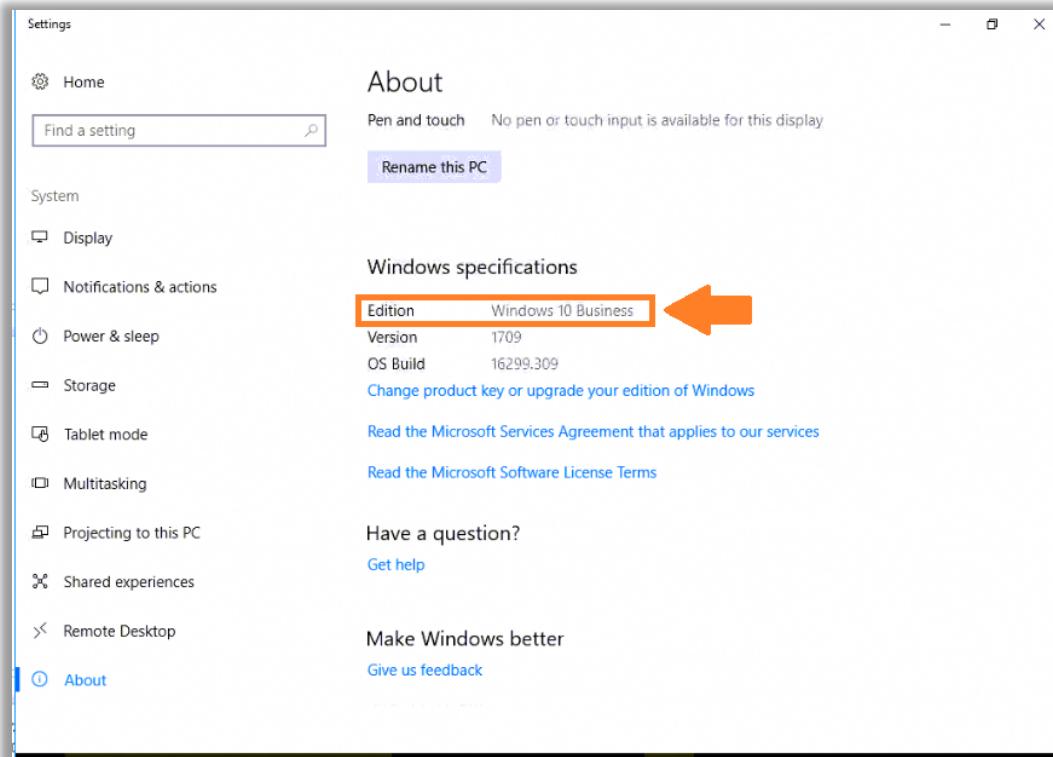 Settings
Home
Find a setting
System
Display
Notifications & actions
Power & sleep
Storage
Tablet mode
Multitasking
Projecting to this PC
Shared experiences
Remote Desktop
About
About
Pen and touch No pen or touch input is available for this display
Rename this PC
Windows specifications
Edition Windows 10 Business
Version 1709
OS Build 16299.309
Change product key or upgrade your edition of Windows
Read the Microsoft Services Agreement that applies to our services
Read the Microsoft Software License Terms
Have a question?
Get help
Make Windows better
Give us feedback